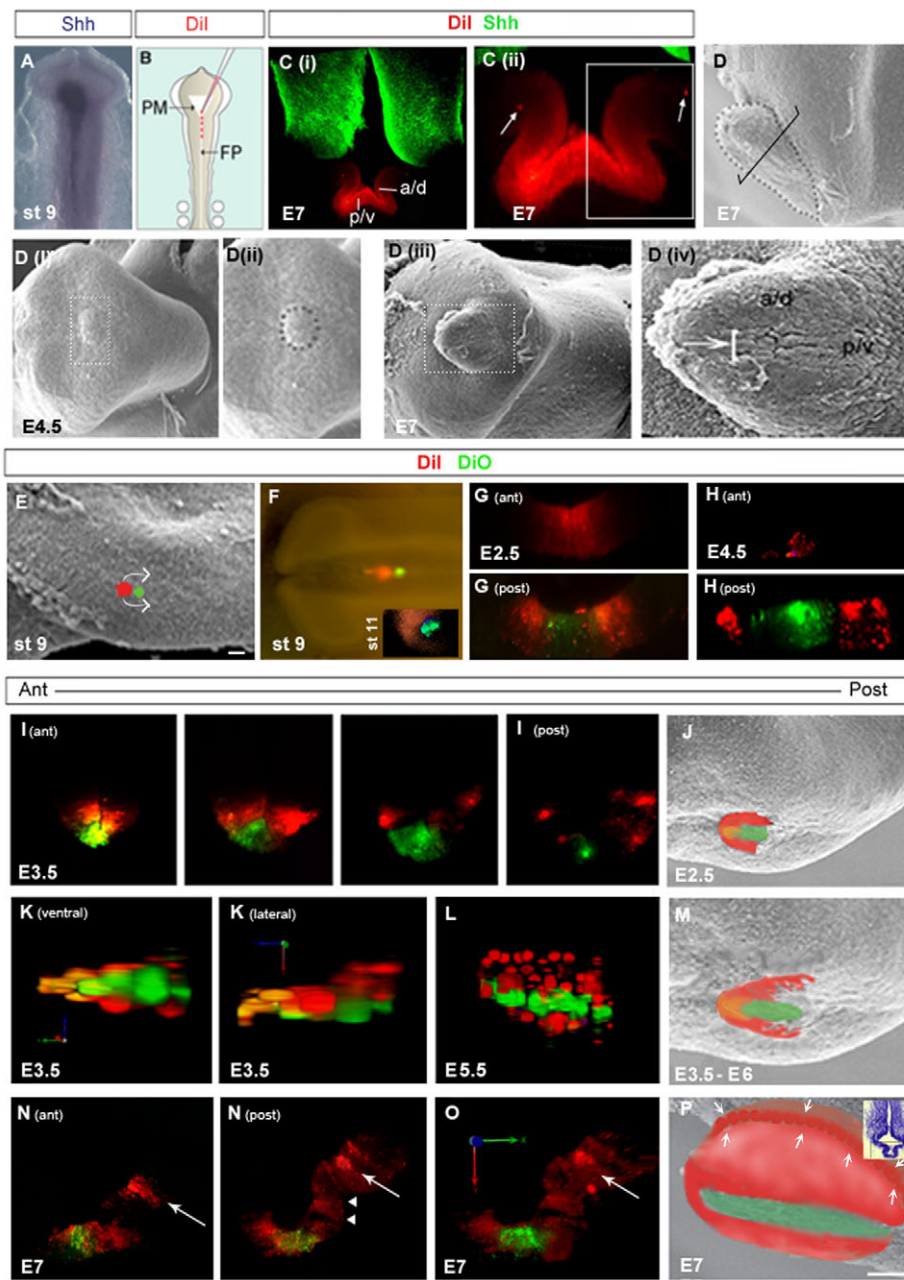 Shh DiI DiI Shh
A B C (i) C (ii) D
PM
FP
a/d
p/v
st 9 E7 E7 E7
D (i) D(ii) D (iii) D (iv)
a/d
p/v
E4.5 E7
DiI DiO
E F G (ant) H (ant)
E2.5 E4.5
G (post) H (post)
st 11
st 9 st 9
Ant Post
I (ant) I (post) J
E3.5 E2.5
K (ventral) K (lateral) L M
E3.5 E3.5 E5.5 E3.5 - E6
N (ant) N (post) O P
X
E7 E7